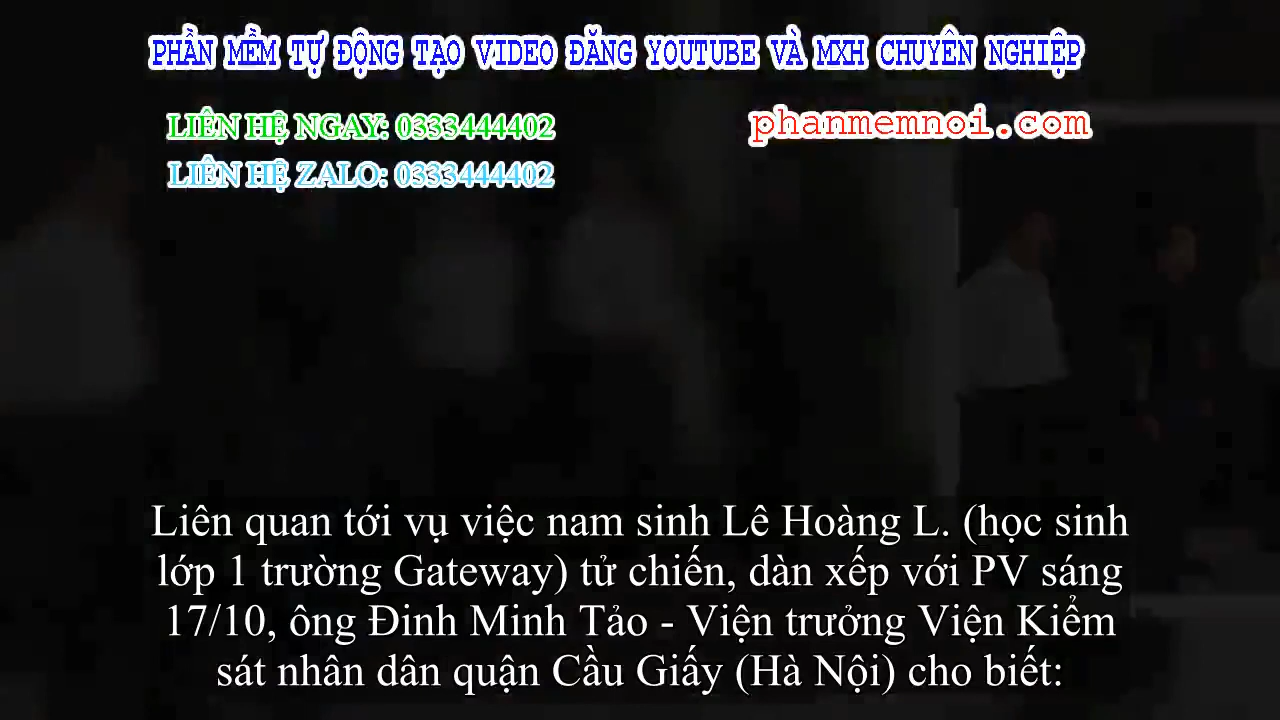 PHẦN MỀM TỰ ĐỘNG TẠO VIDEO ĐĂNG YOUTUBE VÀ MXH CHUYÊN NGHIỆP
LIÊN HỆ NGAY: 0333444402
phanmemnoi.com
LIÊN HỆ ZALO: 0333444402
Liên quan tới vụ việc nam sinh Lê Hoàng L. (học sinh
lớp 1 trường Gateway) tử chiến, dàn xếp với PV sáng
17/10, ông Đinh Minh Tảo - Viện trưởng Viện Kiểm
sát nhân dân quận Cầu Giấy (Hà Nội) cho biết: